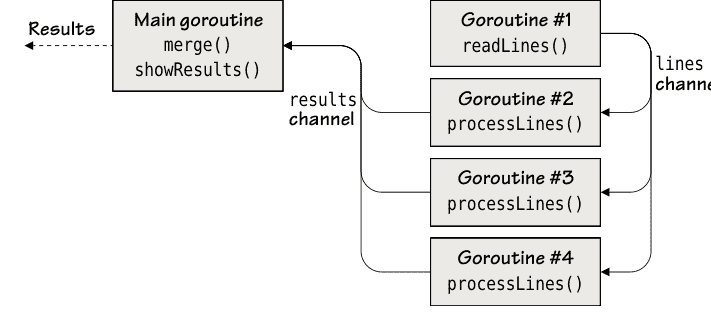 Results
Main goroutine
merge()
showResults()
results
channel
Goroutine #1
readLines()
lines
Goroutine #2
processLines()
Goroutine #3
processLines()
Goroutine #4
processLines()